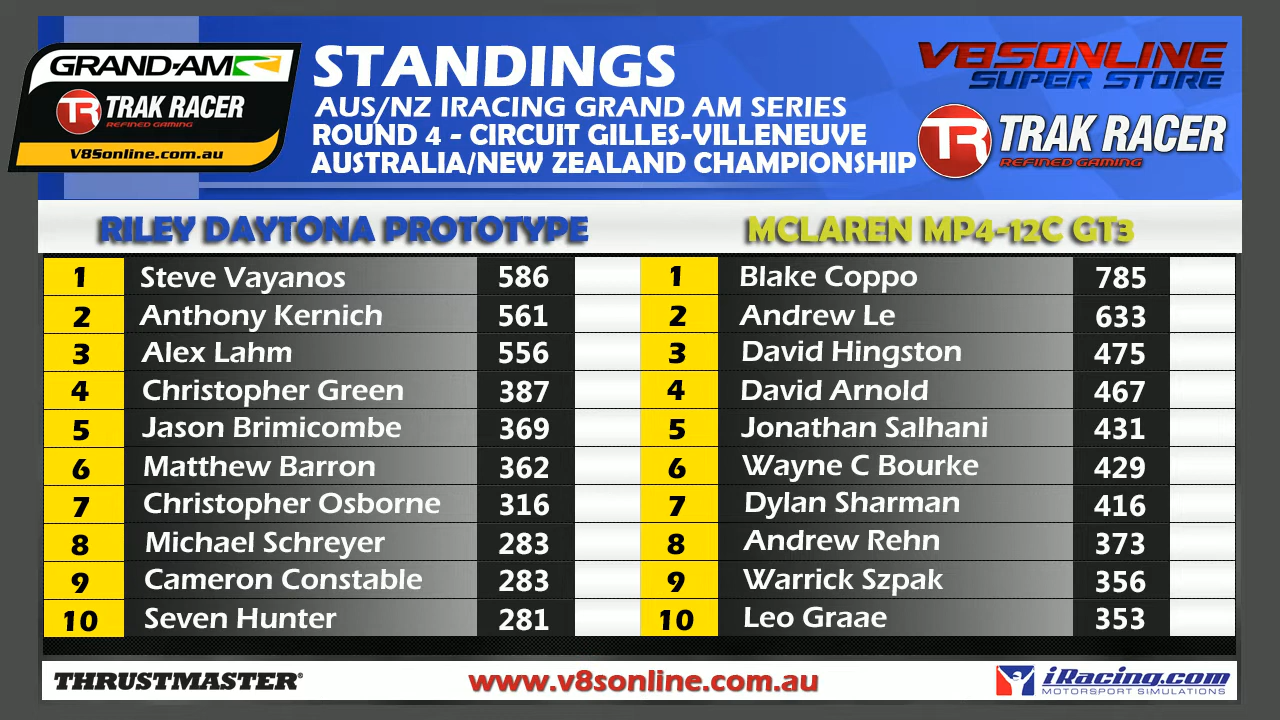 GRAND-AM
TR TRAK RACER
REFINED GAMING
V8Sonline.com.au
STANDINGS
AUS/NZ IRACING GRAND AM SERIES
ROUND 4 - CIRCUIT GILLES-VILLENEUVE
AUSTRALIA/NEW ZEALAND CHAMPIONSHIP
V8SONLINE
SUPER STORE
TR TRAK RACER
REFINED GAMING
RILEY DAYTONA PROTOTYPE
1 Steve Vayanos 586
2 Anthony Kernich 561
3 Alex Lahm 556
4 Christopher Green 387
5 Jason Brimicombe 369
6 Matthew Barron 362
7 Christopher Osborne 316
8 Michael Schreyer 283
9 Cameron Constable 283
10 Seven Hunter 281
MCLAREN MP4-12C GT3
1 Blake Coppo 785
2 Andrew Le 633
3 David Hingston 475
4 David Arnold 467
5 Jonathan Salhani 431
6 Wayne C Bourke 429
7 Dylan Sharman 416
8 Andrew Rehn 373
9 Warrick Szpak 356
10 Leo Graae 353
THRUSTMASTER®
www.v8sonline.com.au
iRacing.com
MOTORSPORT SIMULATIONS